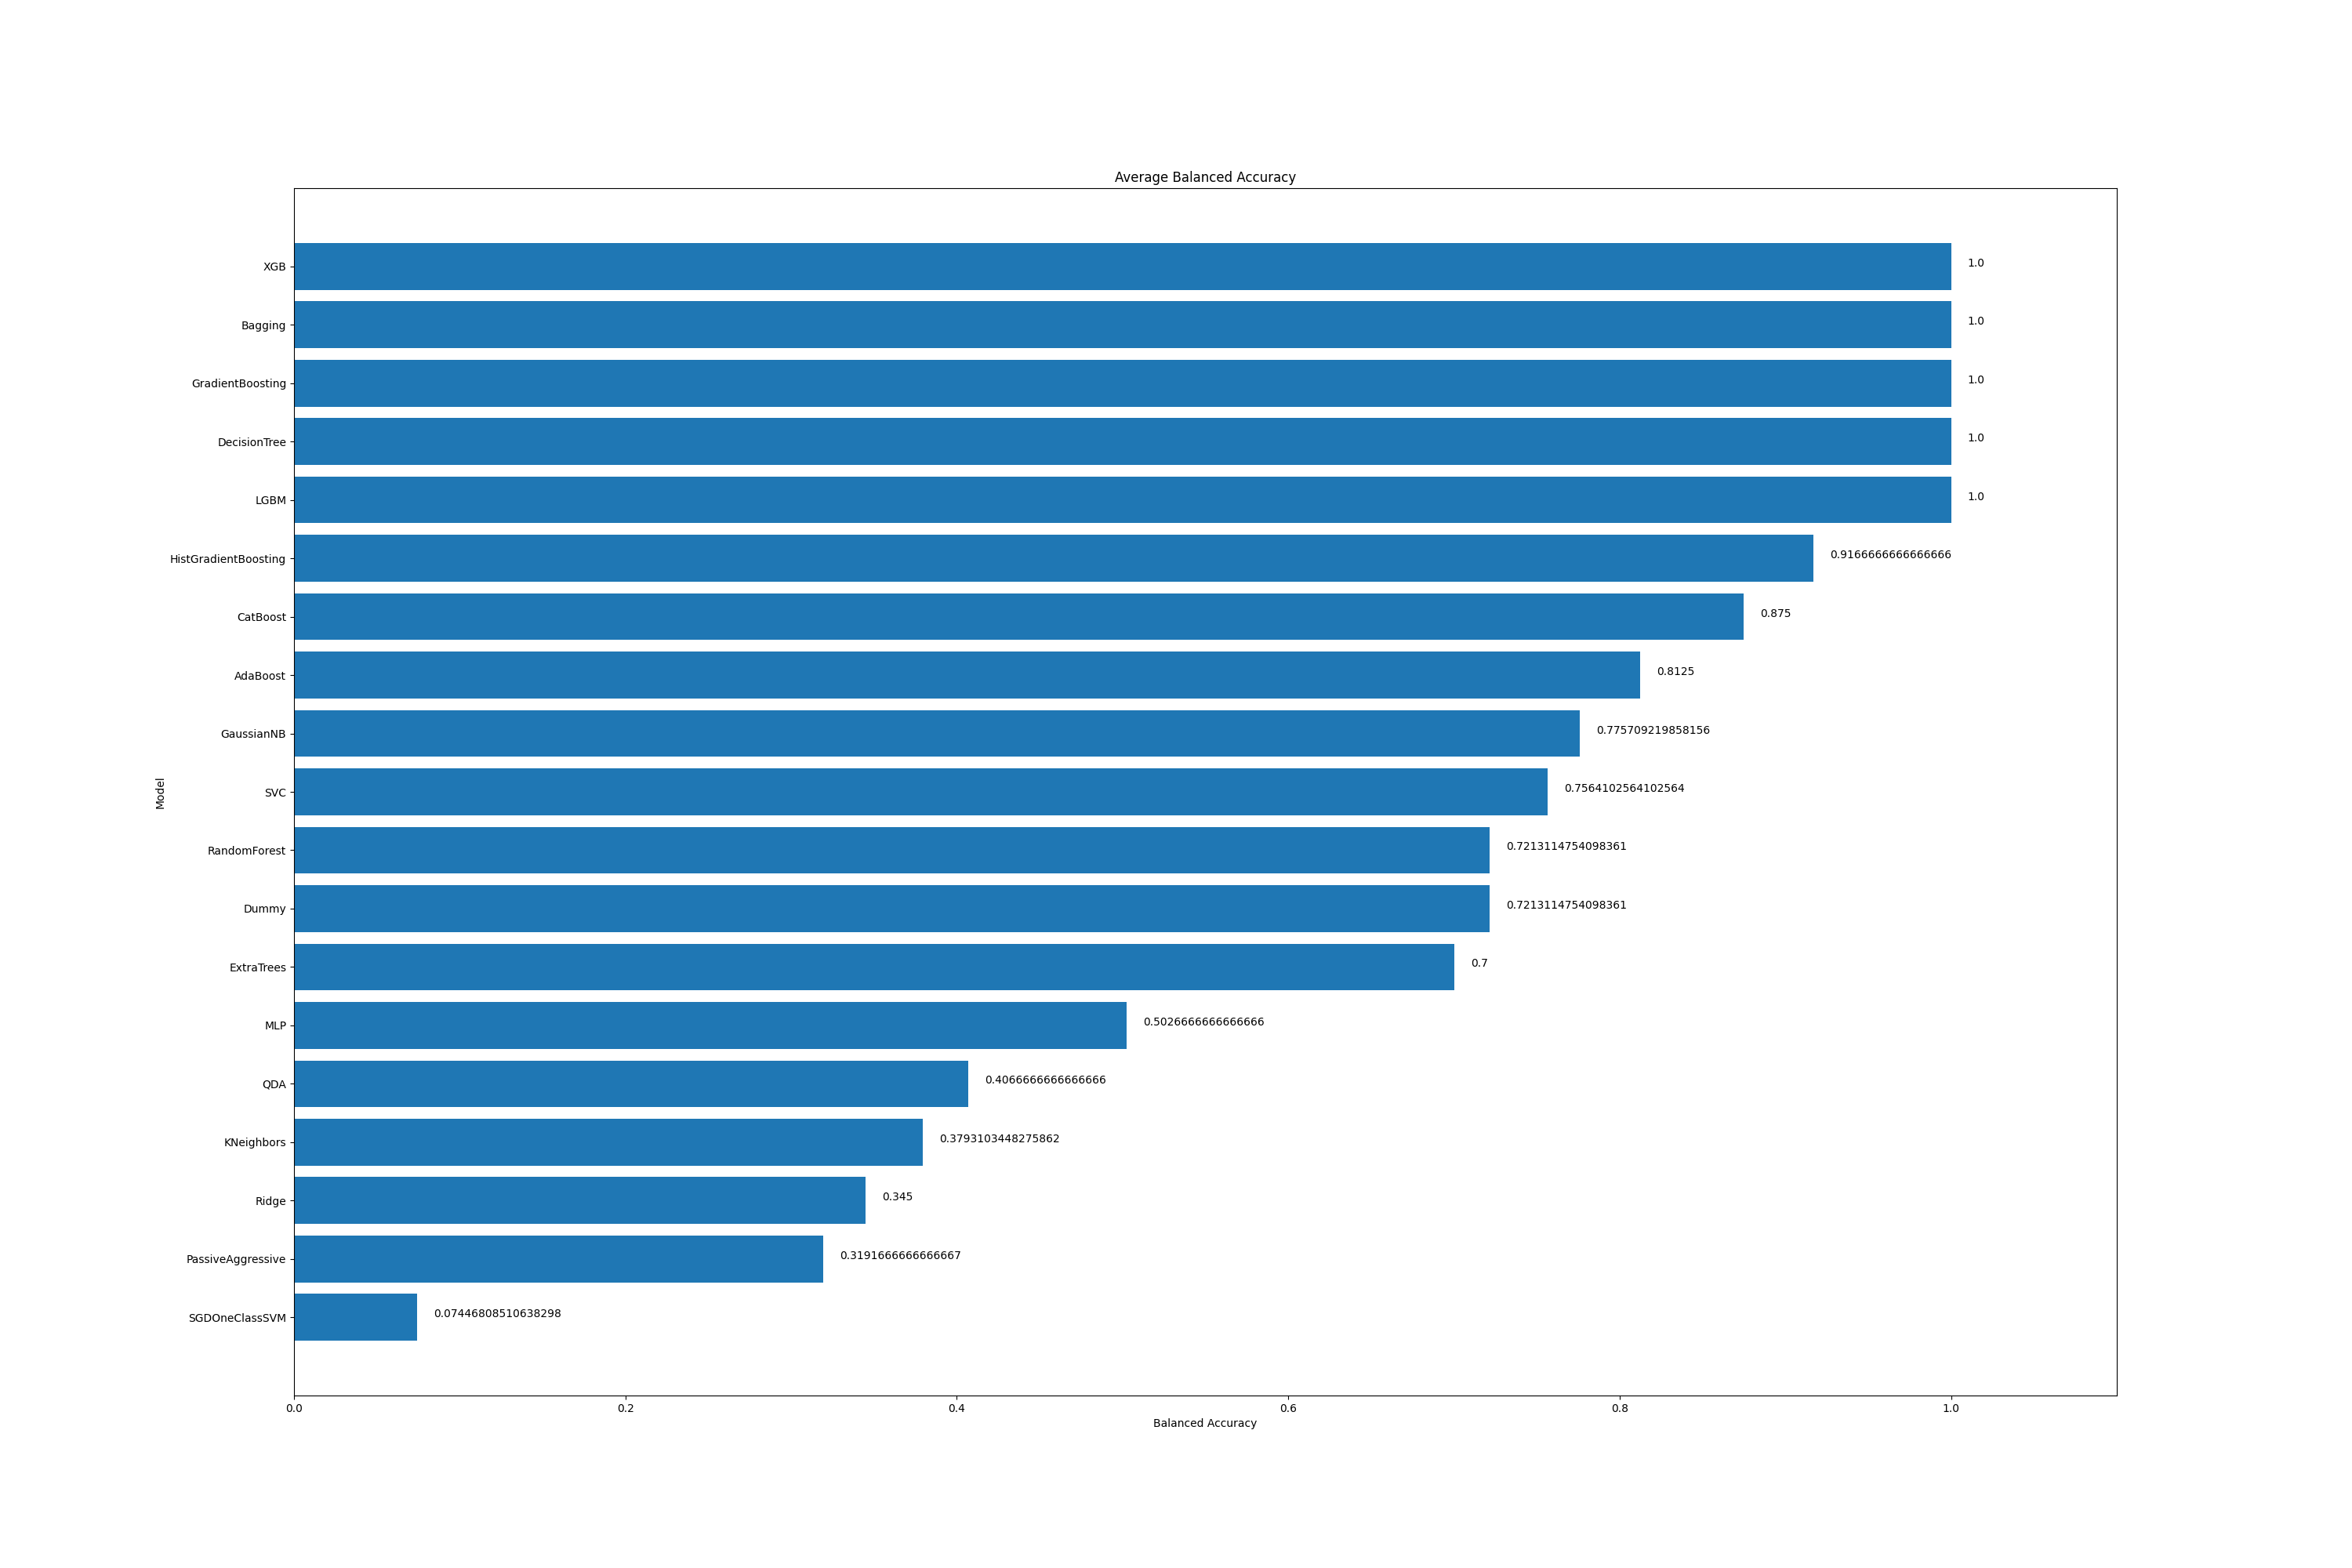 Average Balanced Accuracy
XGB 1.0
Bagging 1.0
GradientBoosting 1.0
DecisionTree 1.0
LGBM 1.0
HistGradientBoosting 0.9166666666666666
CatBoost 0.875
AdaBoost 0.8125
GaussianNB 0.775709219858156
SVC 0.7564102564102564
RandomForest 0.7213114754098361
Dummy 0.7213114754098361
ExtraTrees 0.7
MLP 0.5026666666666666
QDA 0.4066666666666666
KNeighbors 0.3793103448275862
Ridge 0.345
PassiveAggressive 0.3191666666666667
SGDOneClassSVM 0.07446808510638298
Model
0.0 0.2 0.4 0.6 0.8 1.0
Balanced Accuracy